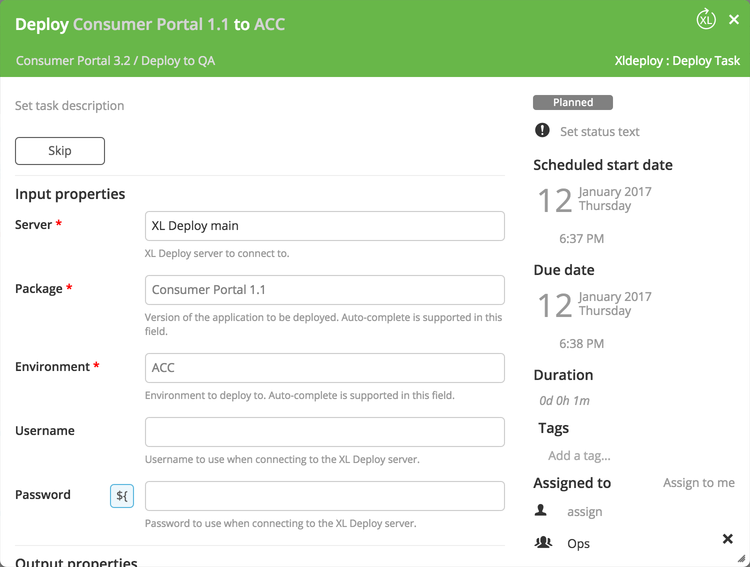 Deploy Consumer Portal 1.1 to ACC
XL
Consumer Portal 3.2 / Deploy to QA
Xldeploy : Deploy Task
Set task description
Skip
Input properties
Server *
XL Deploy main
XL Deploy server to connect to.
Package *
Consumer Portal 1.1
Version of the application to be deployed. Auto-complete is supported in this
field.
Environment *
ACC
Environment to deploy to. Auto-complete is supported in this field.
Username
Username to use when connecting to the XL Deploy server.
Password
${
Password to use when connecting to the XL Deploy server.
Output properties
Planned
Set status text
Scheduled start date
12
January 2017
Thursday
6:37 PM
Due date
12
January 2017
Thursday
6:38 PM
Duration
0d 0h 1m
Tags
Add a tag...
Assigned to
Assign to me
assign
Ops